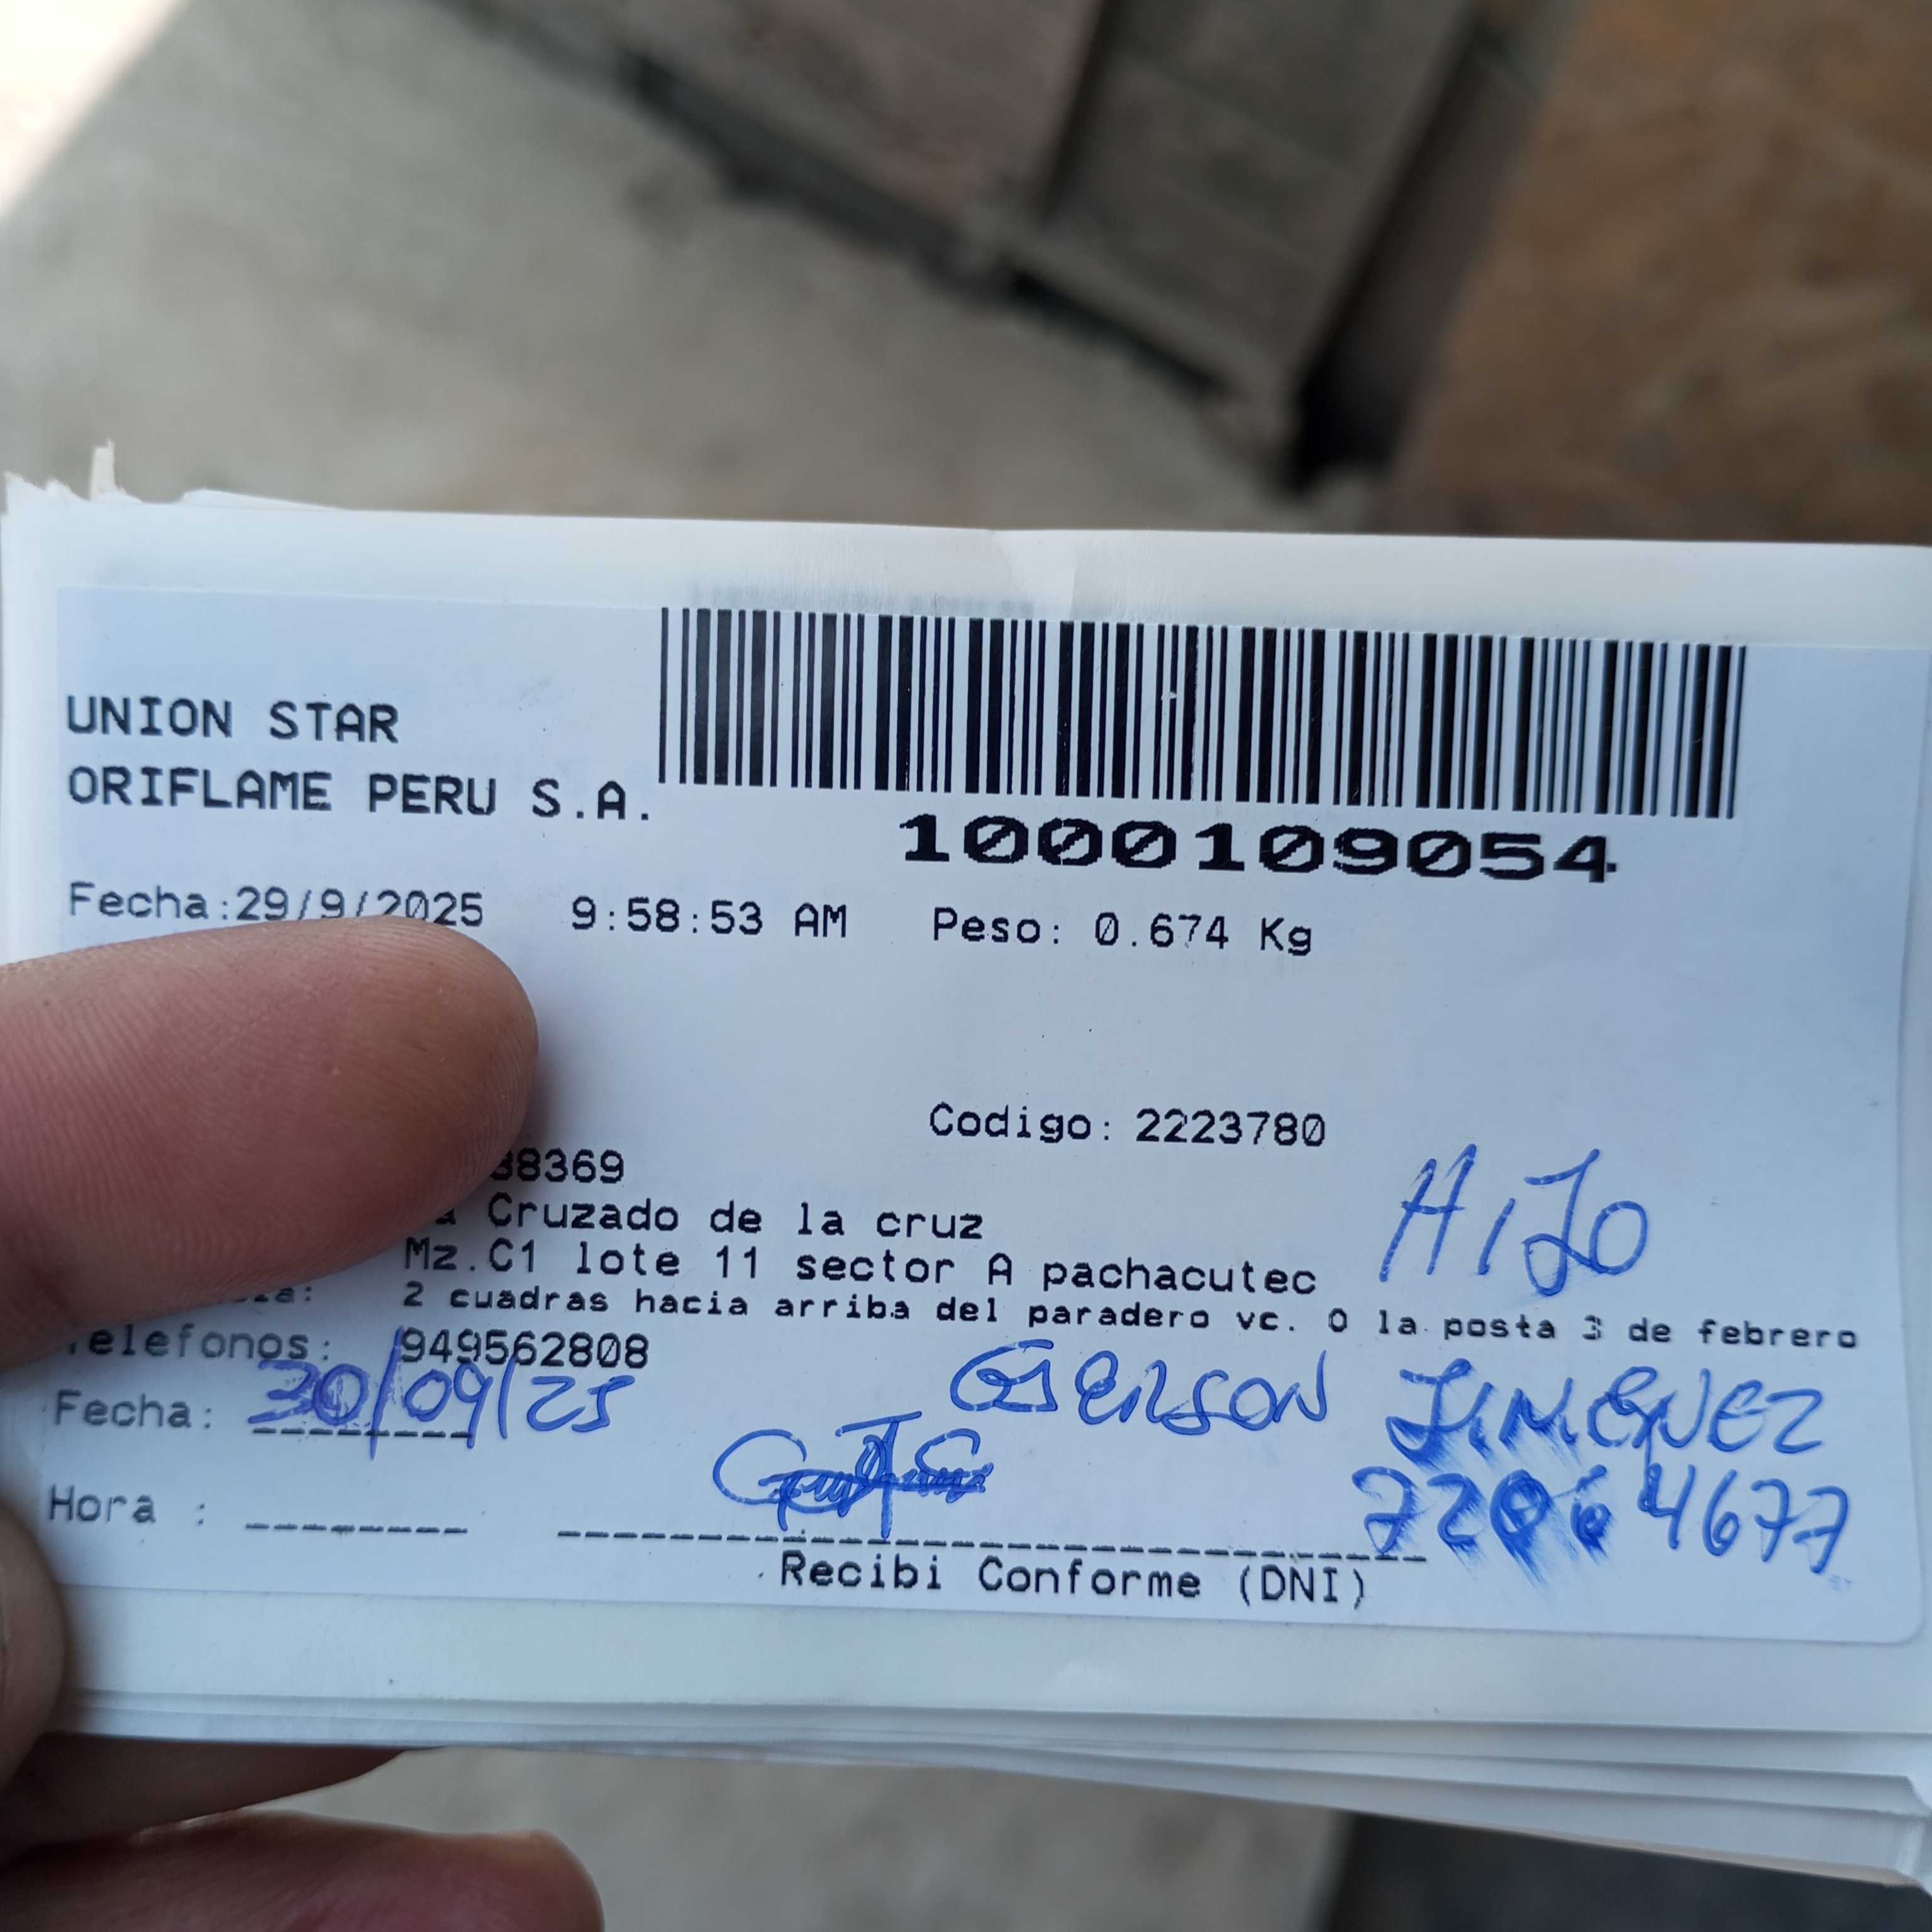 UNION STAR
ORIFLAME PERU S.A.
1000109054
Fecha:29/9/2025 9:58:53 AM Peso: 0.674 Kg
Codigo: 2223780
38369
Cruzado de la cruz
HIJO
Mz.C1 lote 11 sector A pachacutec
2 cuadras hacia arriba del paradero vc. O la posta 3 de febrero
Telefonos: 949562808
Fecha: 30/09/25
GERSON JIMENEZ
72064677
Hora :
Recibi Conforme (DNI)